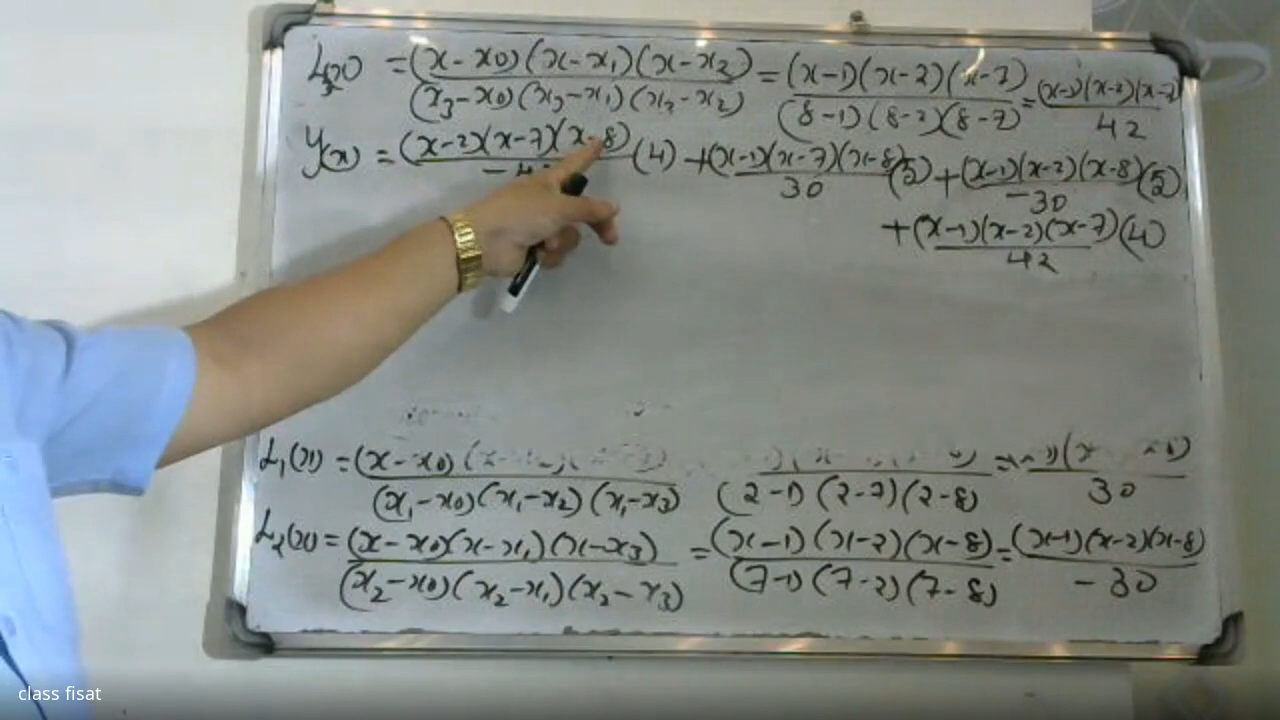 L₃(x) = (x-x0)(x-x₁)(x-x₂) / (x₃-x0)(x₃-x₁)(x₃-x₂) = (x-1)(x-2)(x-7) / (8-1)(8-2)(8-7) = (x-1)(x-2)(x-7) / 42
y(x) = (x-2)(x-7)(x-8) / (4) + (x-1)(x-7)(x-8) / 30 (5) + (x-1)(x-2)(x-8) / -30 (5)
+ (x-1)(x-2)(x-7) / 42 (4)
L₁(x) = (x-x0) / (x₁-x0)(x₁-x₂)(x₁-x₃) / (2-1)(2-7)(2-8) = / 30
L₂(x) = (x-x0)(x-x₁)(x-x₃) / (x₂-x0)(x₂-x₁)(x₂-x₃) = (x-1)(x-2)(x-8) / (7-1)(7-2)(7-8) = (x-1)(x-2)(x-8) / -30
class fisat